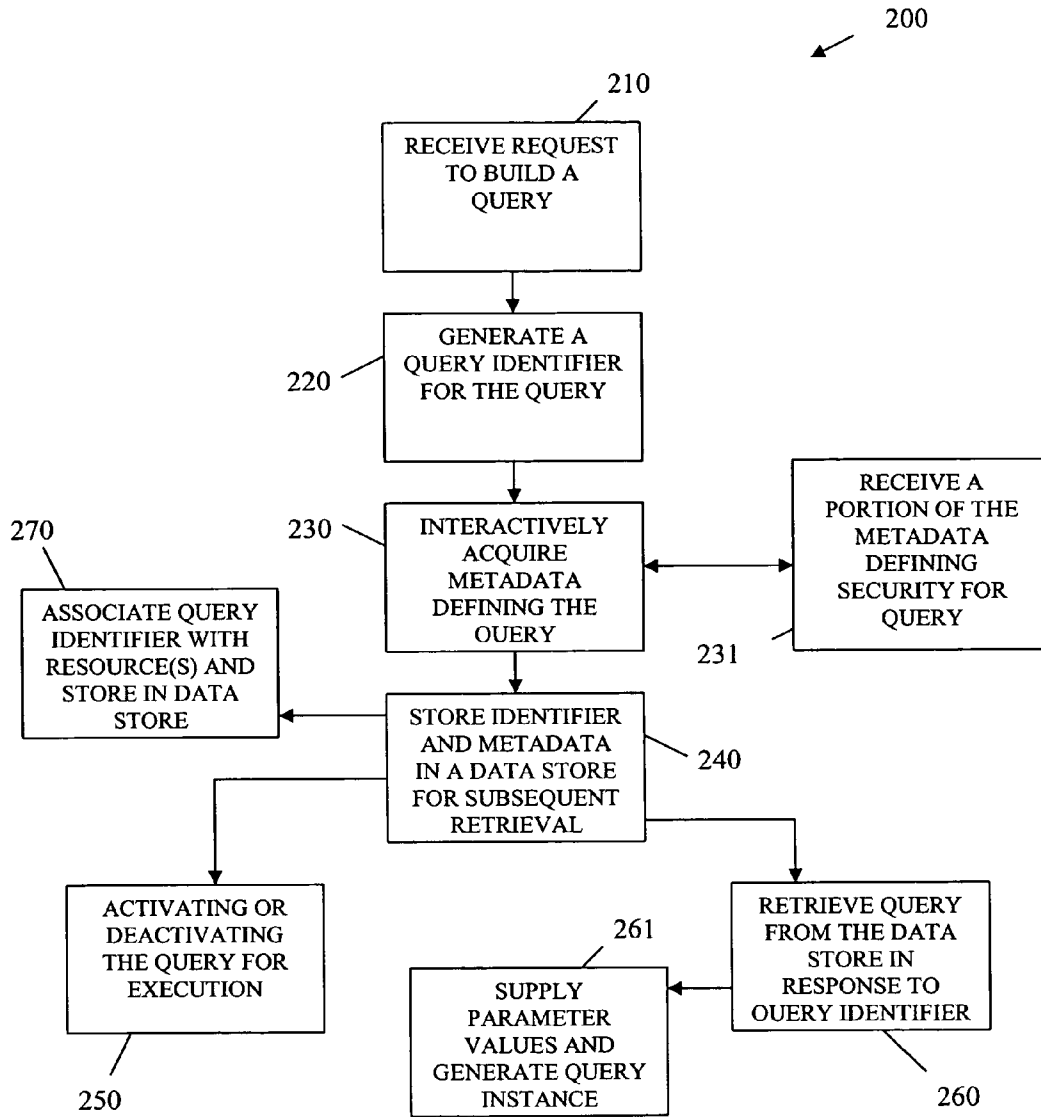 200
210
RECEIVE REQUEST
TO BUILD A
QUERY
GENERATE A
QUERY IDENTIFIER
FOR THE QUERY
220
230
INTERACTIVELY
ACQUIRE
METADATA
DEFINING THE
OUERY
RECEIVE A
PORTION OF THE
METADATA
DEFINING
SECURITY FOR
QUERY
231
270
ASSOCIATE QUERY
IDENTIFIER WITH
RESOURCE(S) AND
STORE IN DATA
STORE
STORE IDENTIFIER
AND METADATA
IN A DATA STORE
FOR SUBSEQUENT
RETRIEVAL
240
ACTIVATING OR
DEACTIVATING
THE QUERY FOR
EXECUTION
250
261
SUPPLY
PARAMETER
VALUES AND
GENERATE QUERY
INSTANCE
RETRIEVE QUERY
FROM THE DATA
STORE IN
RESPONSE TO
OUERY IDENTIFIER
260